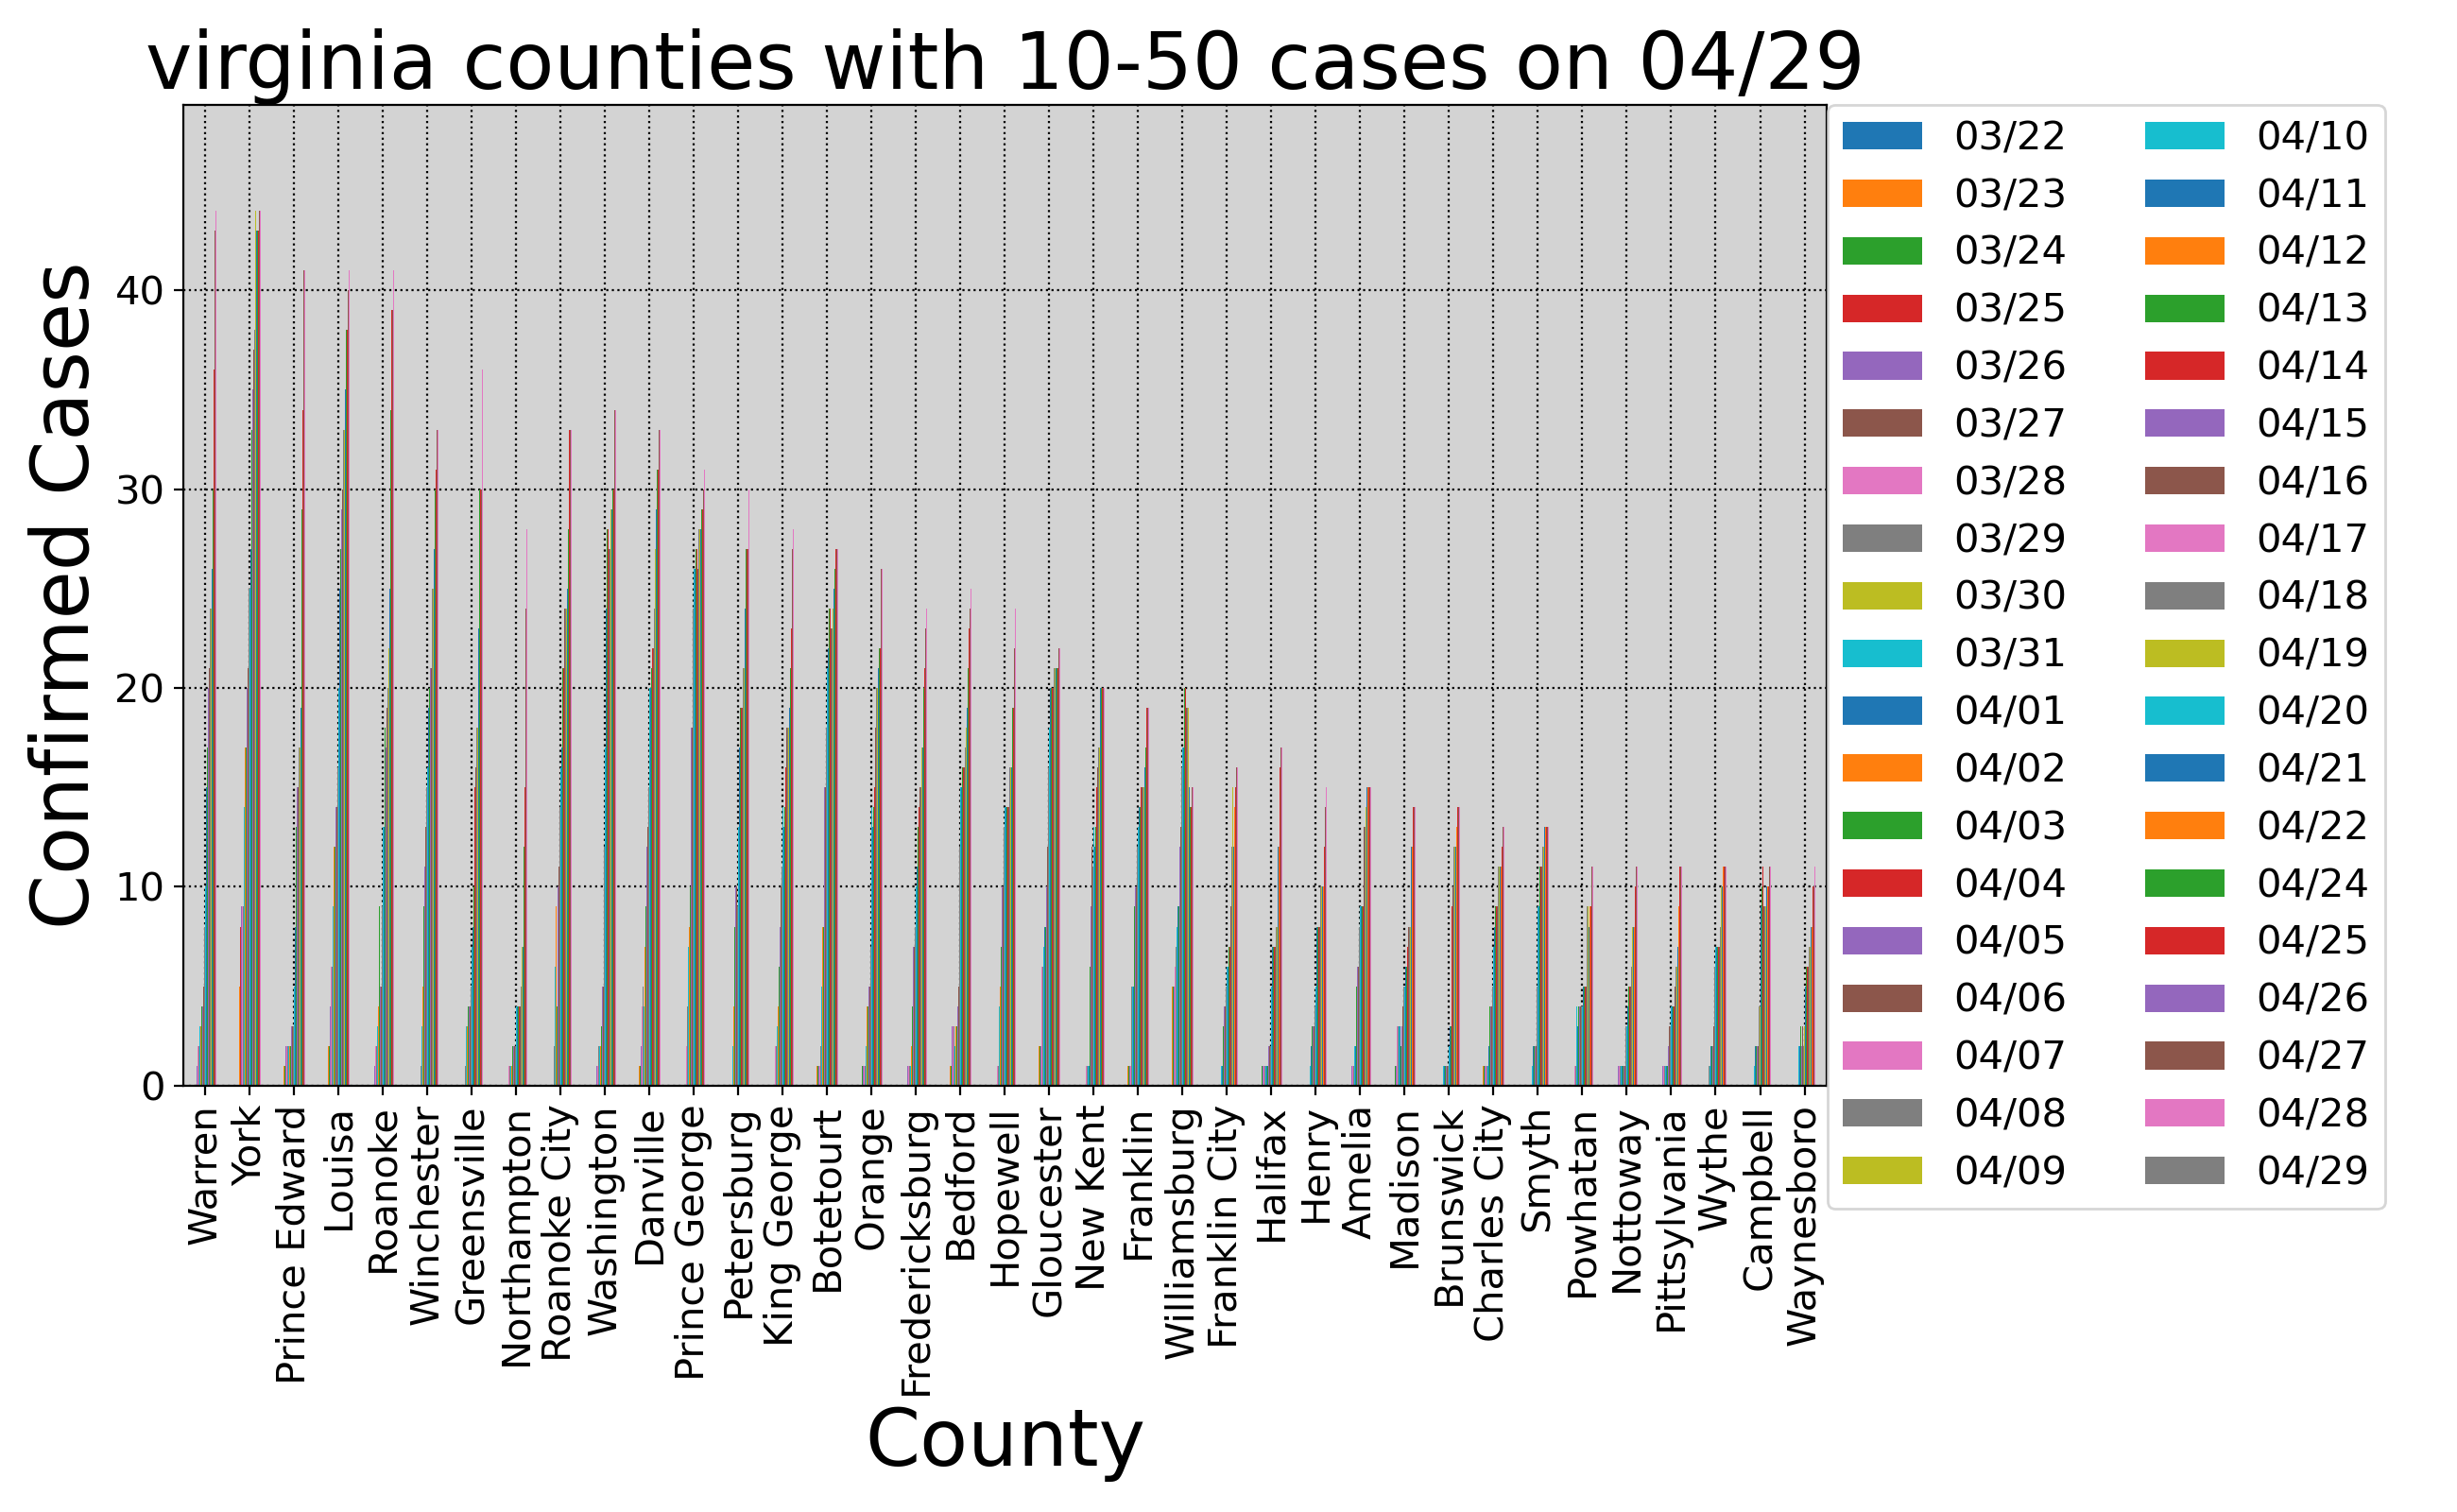 virginia counties with 10-50 cases on 04/29
Confirmed Cases
40
30
20
10
0
Warren
York
Prince Edward
Louisa
Roanoke
Winchester
Greensville
Northampton
Roanoke City
Washington
Danville
Prince George
Petersburg
King George
Botetourt
Orange
Fredericksburg
Bedford
Hopewell
Gloucester
New Kent
Franklin
Williamsburg
Franklin City
Halifax
Henry
Amelia
Madison
Brunswick
Charles City
Smyth
Powhatan
Nottoway
Pittsylvania
Wythe
Campbell
Waynesboro
County
03/22
03/23
03/24
03/25
03/26
03/27
03/28
03/29
03/30
03/31
04/01
04/02
04/03
04/04
04/05
04/06
04/07
04/08
04/09
04/10
04/11
04/12
04/13
04/14
04/15
04/16
04/17
04/18
04/19
04/20
04/21
04/22
04/24
04/25
04/26
04/27
04/28
04/29